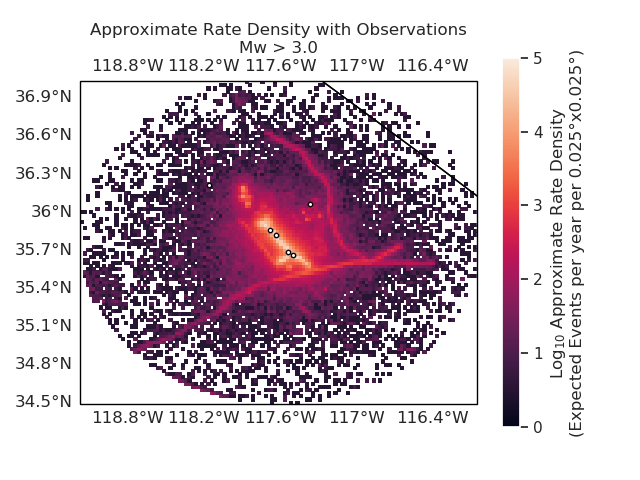 Approximate Rate Density with Observations
Mw > 3.0
118.8°W 118.2°W 117.6°W 117°W 116.4°W
36.9°N
36.6°N
36.3°N
36°N
35.7°N
35.4°N
35.1°N
34.8°N
34.5°N
118.8°W 118.2°W 117.6°W 117°W 116.4°W
5
4
3
2
1
0
Log₁₀ Approximate Rate Density
(Expected Events per year per 0.025°x0.025°)